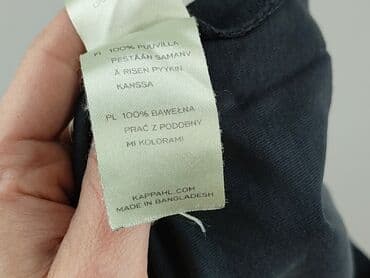 FI 100% PUUVILLA
PESTÄÄN SAMANV
Ä RISEN PYYKIN
KANSSA
PL 100% BAWEŁNA
PRAĆ Z PODOBNY
MI KOLORAMI
KAPPAHL.COM
MADE IN BANGLADESH